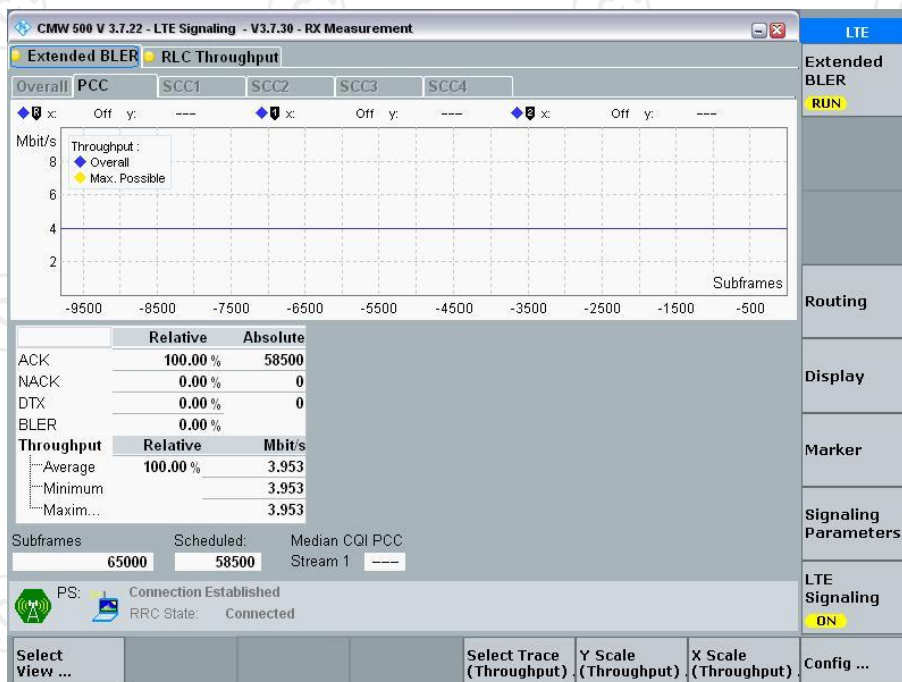 CMW 500 V 3.7.22 - LTE Signaling - V3.7.30 - RX Measurement
LTE
Extended BLER RLC Throughput
Extended BLER
RUN
Overall PCC SCC1 SCC2 SCC3 SCC4
R x: Off y: --- 1 x: Off y: --- 2 x: Off y: ---
Mbit/s
Throughput :
Overall
Max. Possible
8
6
4
2
Subframes
-9500 -8500 -7500 -6500 -5500 -4500 -3500 -2500 -1500 -500
Routing
Relative Absolute
ACK 100.00 % 58500
NACK 0.00 % 0
DTX 0.00 % 0
BLER 0.00 %
Throughput Relative Mbit/s
Average 100.00 % 3.953
Minimum 3.953
Maxim... 3.953
Display
Marker
Signaling Parameters
Subframes Scheduled: Median CQI PCC
65000 58500 Stream 1 ---
PS: Connection Established
RRC State: Connected
LTE Signaling
ON
Select View ... Select Trace (Throughput) Y Scale (Throughput) X Scale (Throughput) Config ...